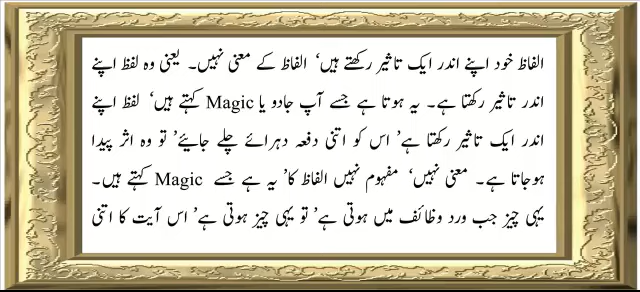 الفاظ خود اپنے اندر ایک تاثیر رکھتے ہیں‘ الفاظ کے معنی نہیں۔ یعنی وہ لفظ اپنے
اندر تاثیر رکھتا ہے۔ یہ ہوتا ہے جسے آپ جادو یا Magic کہتے ہیں‘ لفظ اپنے
اندر ایک تاثیر رکھتا ہے’ اس کو اتنی دفعہ دہرائے چلے جائیے’ تو وہ اثر پیدا
ہوجاتا ہے۔ معنی نہیں‘ مفہوم نہیں الفاظ کا’ یہ ہے جسے Magic کہتے ہیں۔
یہی چیز جب ورد وظائف میں ہوتی ہے’ تو یہی چیز ہوتی ہے’ اس آیت کا اتنی